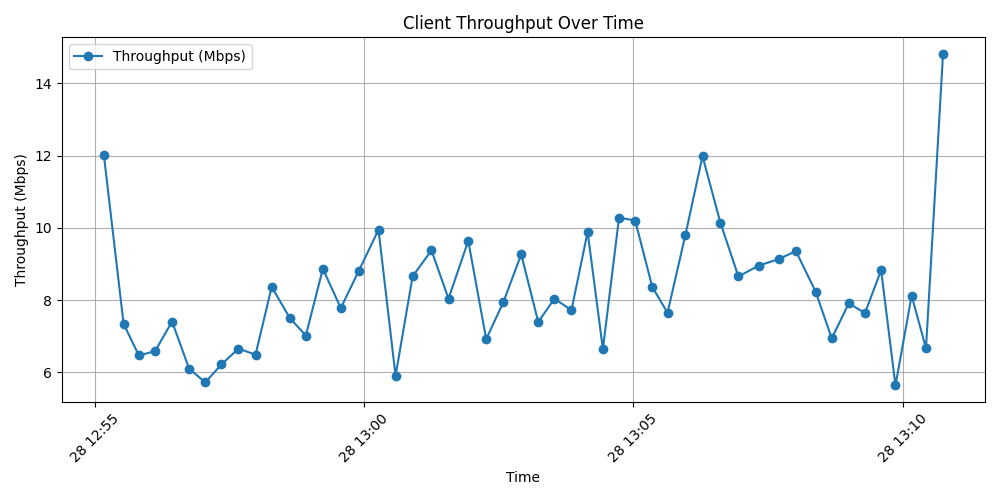 Client Throughput Over Time
Throughput (Mbps)
Throughput (Mbps)
14
12
10
8
6
28 12:55
28 13:00
28 13:05
28 13:10
Time